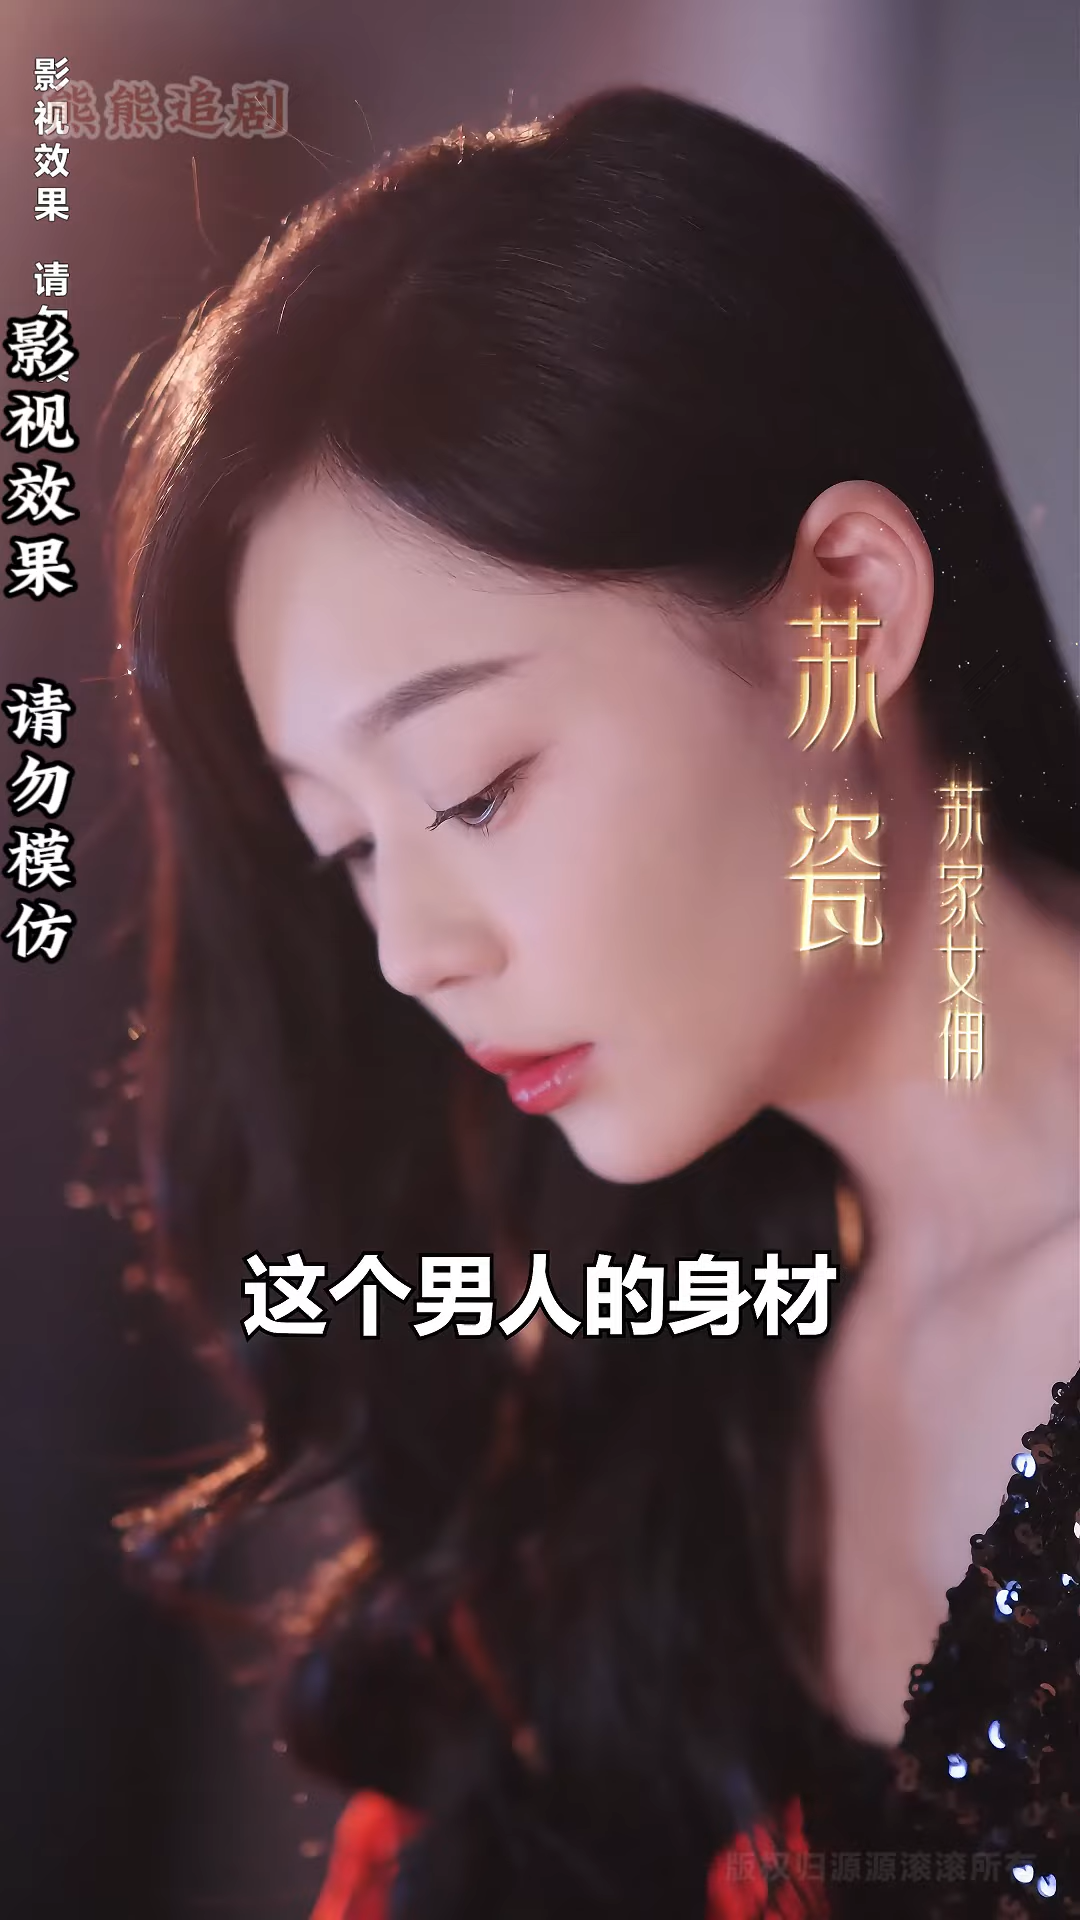 影视效果 请勿
熊熊追剧
影视效果 请勿模仿
苏瓷
苏家女佣
这个男人的身材
版权归源源滚滚所有